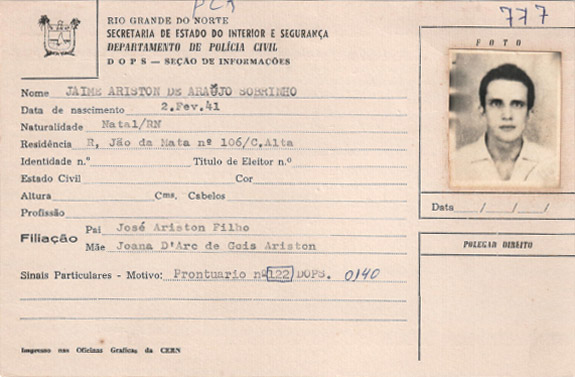 PCR
777
RIO GRANDE DO NORTE
SECRETARIA DE ESTADO DO INTERIOR E SEGURANÇA
DEPARTAMENTO DE POLÍCIA CIVIL
DOPS — SEÇÃO DE INFORMAÇÕES
FOTO
Nome JAIME ARISTON DE ARAÚJO SOBRINHO
Data de nascimento 2.Fev.41
Naturalidade Natal/RN
Residência R, Jão da Mata nº 106/C.Alta
Identidade n.º Título de Eleitor n.º
Estado Civil Cor
Altura Cms. Cabelos
Profissão
Data / / /
Filiação Pai José Ariston Filho
Mãe Joana D'Arc de Gois Ariston
POLEGAR DIREITO
Sinais Particulares - Motivo: Prontuario nº 122 DOPS. 0140
Impresso nas Oficinas Graficas da CERN